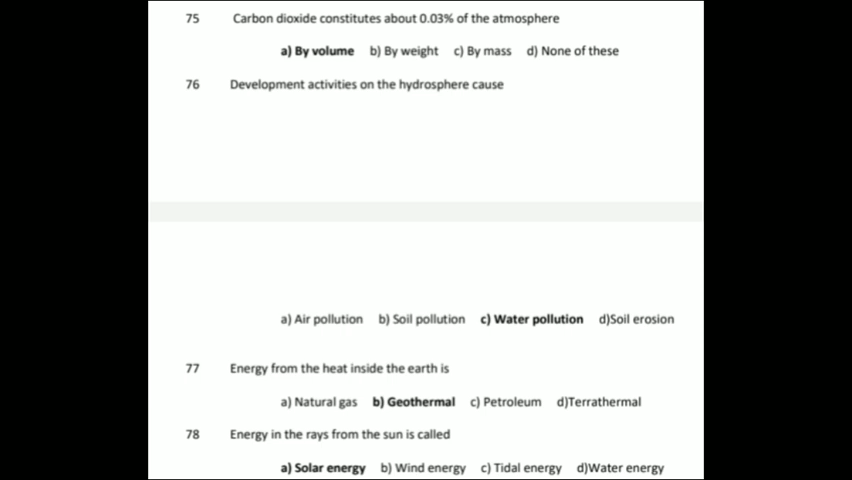 75 Carbon dioxide constitutes about 0.03% of the atmosphere
a) By volume b) By weight c) By mass d) None of these
76 Development activities on the hydrosphere cause
a) Air pollution b) Soil pollution c) Water pollution d)Soil erosion
77 Energy from the heat inside the earth is
a) Natural gas b) Geothermal c) Petroleum d)Terrathermal
78 Energy in the rays from the sun is called
a) Solar energy b) Wind energy c) Tidal energy d)Water energy